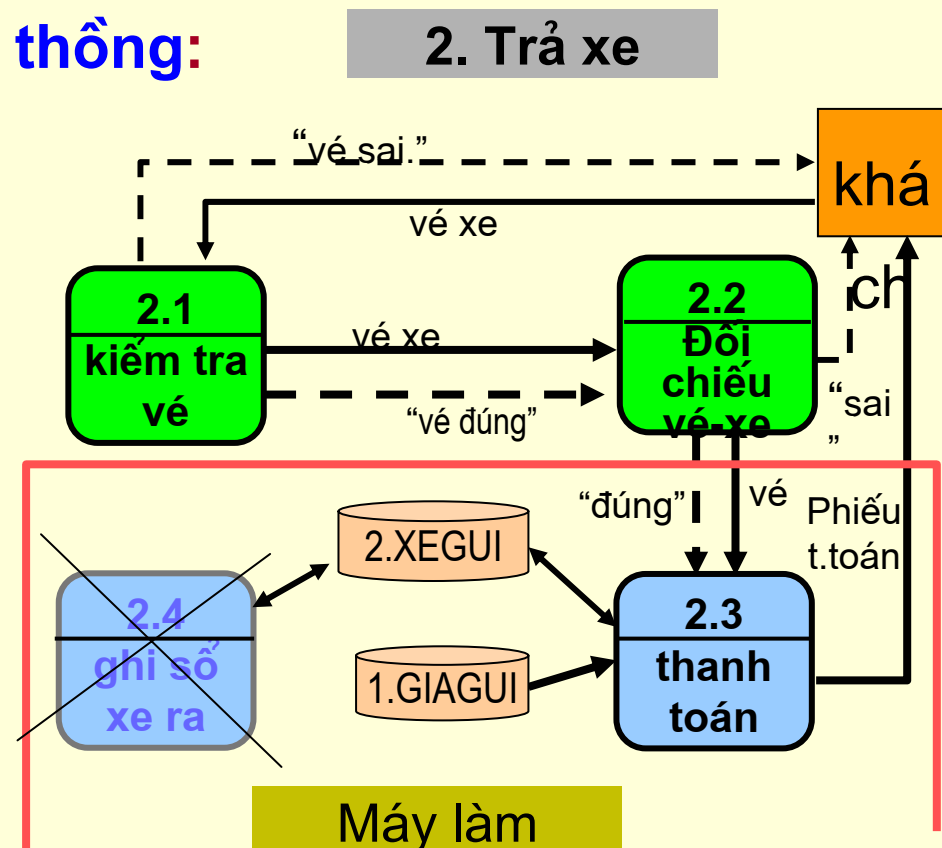 thồng:
2. Trả xe
“vé sai.”
khá
ch
vé xe
2.1
kiểm tra
vé
vé xe
“vé đúng”
2.2
Đối
chiếu
vé-xe
“sai
”
“đúng”
vé
Phiếu
t.toán
2.XEGUI
2.4
ghi sổ
xe ra
1.GIAGUI
2.3
thanh
toán
Máy làm